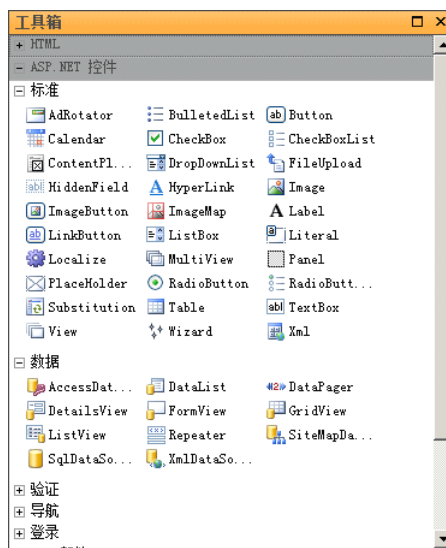 工具箱
HTML
ASP.NET 控件
标准
AdRotator BulletedList Button
Calendar CheckBox CheckBoxList
ContentPl... DropDownList FileUpload
HiddenField HyperLink Image
ImageButton ImageMap Label
LinkButton ListBox Literal
Localize MultiView Panel
PlaceHolder RadioButton RadioButt...
Substitution Table TextBox
View Wizard Xml
数据
AccessDat... DataList DataPager
DetailsView FormView GridView
ListView Repeater SiteMapDa...
SqlDataSo... XmlDataSo...
验证
导航
登录